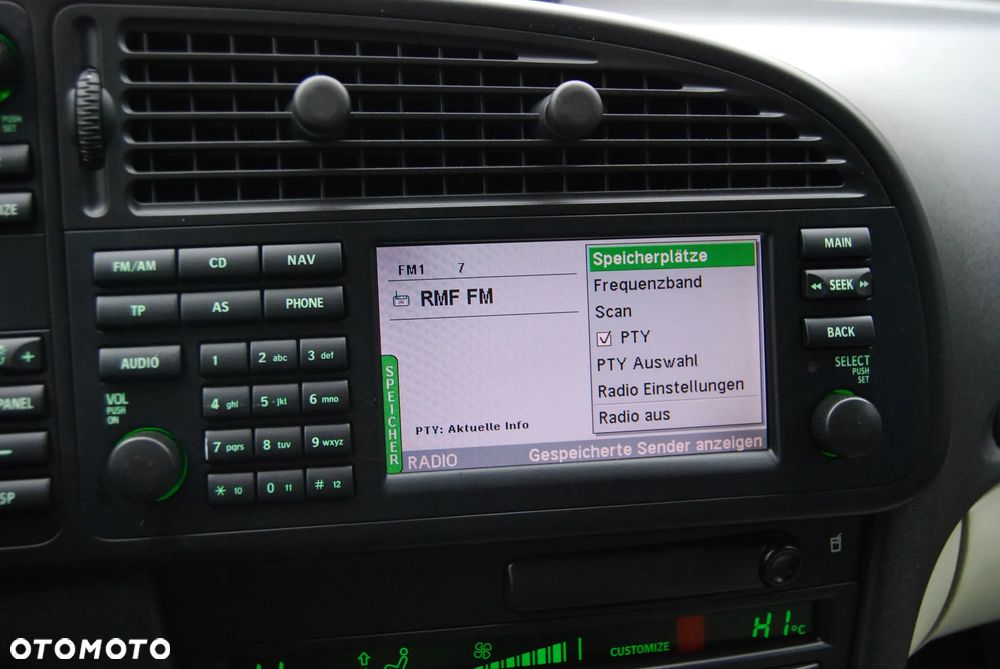 PUSH
SET
FM/AM
CD
NAV
TP
AS
PHONE
AUDIO
1
2 abc
3 def
4 ghi
5 jkl
6 mno
7 pqrs
8 tuv
9 wxyz
* 10
0 11
# 12
VOL
PUSH
ON
+
PANEL
SP
FM1 7
RMF FM
SPEICHER
PTY: Aktuelle Info
RADIO
Speicherplätze
Frequenzband
Scan
PTY
PTY Auswahl
Radio Einstellungen
Radio aus
Gespeicherte Sender anzeigen
MAIN
SEEK
BACK
SELECT
PUSH
SET
CUSTOMIZE
HI°C
OTOMOTO